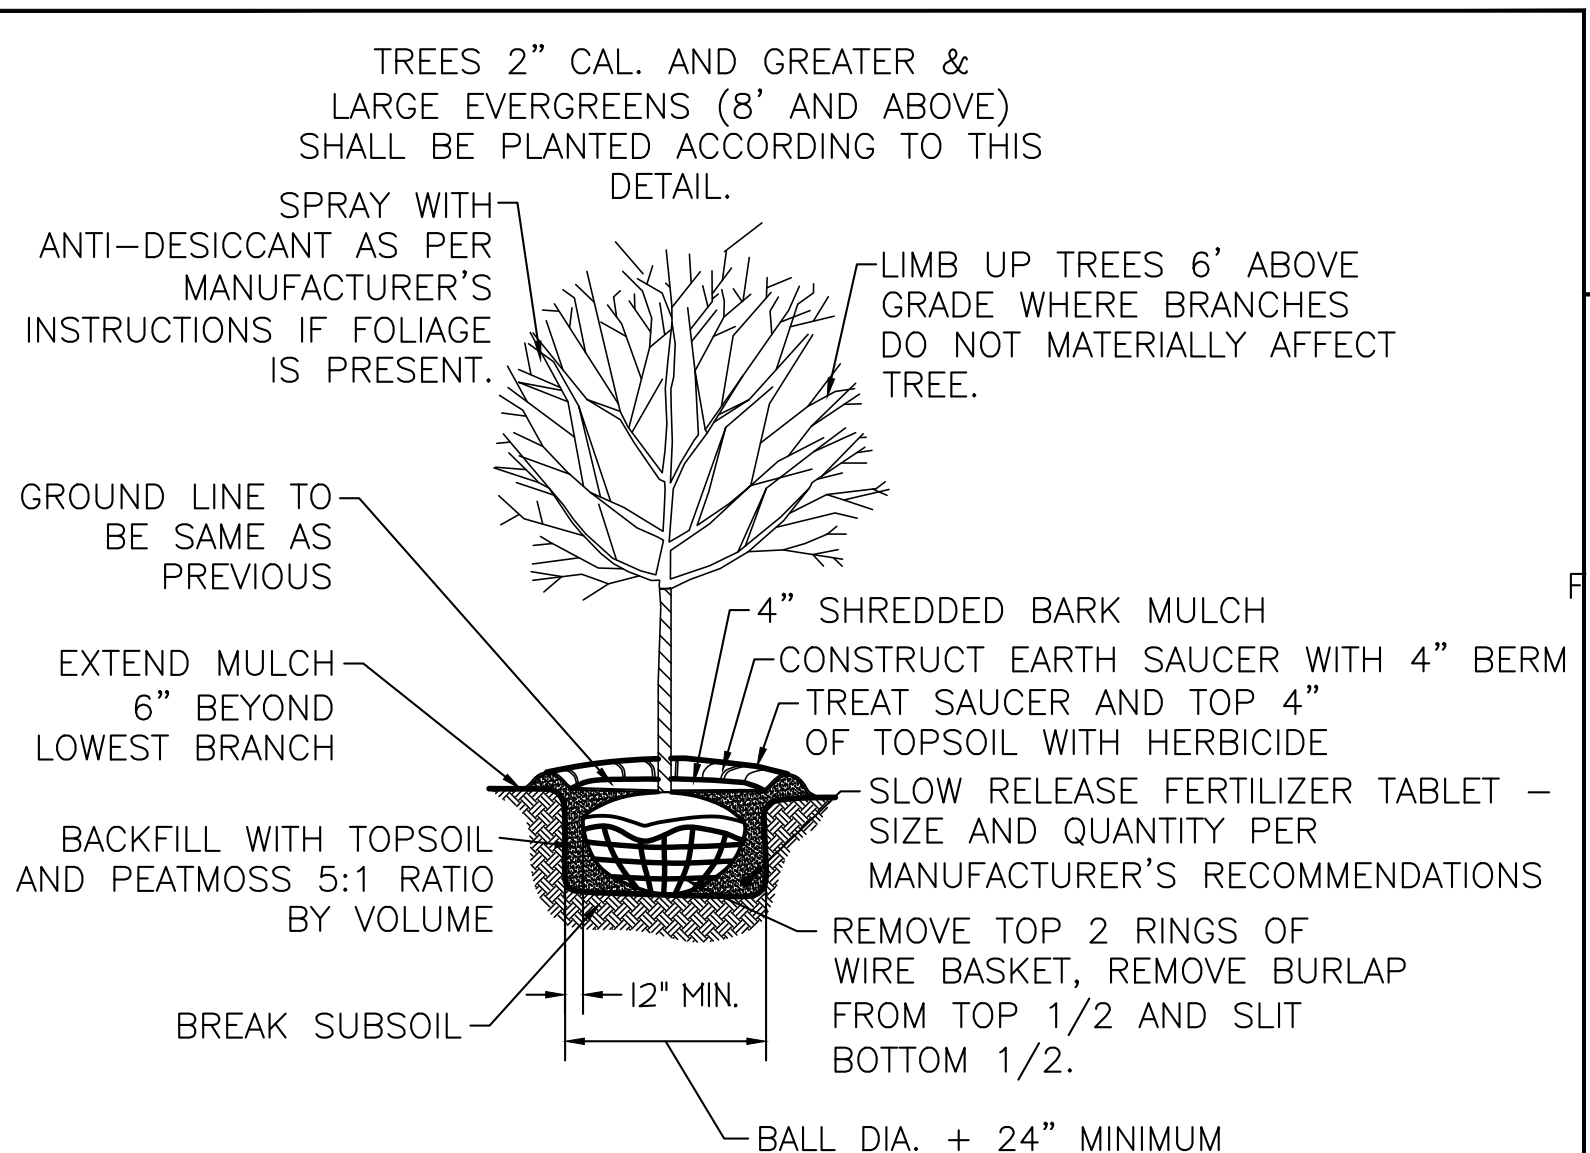 TREES 2” CAL. AND GREATER &
LARGE EVERGREENS (8’ AND ABOVE)
SHALL BE PLANTED ACCORDING TO THIS
DETAIL.
SPRAY WITH
ANTI-DESICCANT AS PER
MANUFACTURER’S
INSTRUCTIONS IF FOLIAGE
IS PRESENT.
LIMB UP TREES 6’ ABOVE
GRADE WHERE BRANCHES
DO NOT MATERIALLY AFFECT
TREE.
GROUND LINE TO
BE SAME AS
PREVIOUS
F
4” SHREDDED BARK MULCH
CONSTRUCT EARTH SAUCER WITH 4” BERM
TREAT SAUCER AND TOP 4”
OF TOPSOIL WITH HERBICIDE
EXTEND MULCH
6” BEYOND
LOWEST BRANCH
SLOW RELEASE FERTILIZER TABLET -
SIZE AND QUANTITY PER
MANUFACTURER’S RECOMMENDATIONS
BACKFILL WITH TOPSOIL
AND PEATMOSS 5:1 RATIO
BY VOLUME
REMOVE TOP 2 RINGS OF
WIRE BASKET, REMOVE BURLAP
FROM TOP 1/2 AND SLIT
BOTTOM 1/2.
12" MIN.
BREAK SUBSOIL
BALL DIA. + 24” MINIMUM